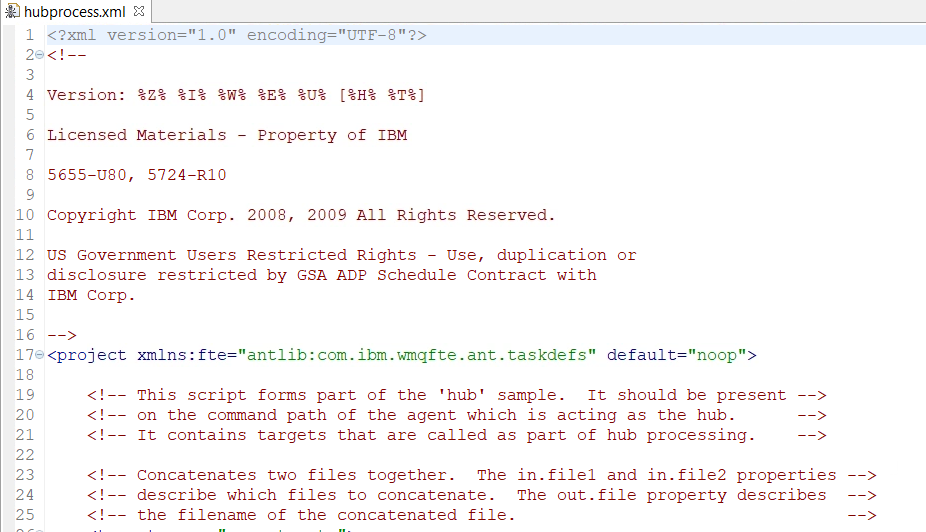 hubprocess.xml
1 <?xml version="1.0" encoding="UTF-8"?>
2 <!--
3
4 Version: %Z% %I% %W% %E% %U% [%H% %T%]
5
6 Licensed Materials - Property of IBM
7
8 5655-U80, 5724-R10
9
10 Copyright IBM Corp. 2008, 2009 All Rights Reserved.
11
12 US Government Users Restricted Rights - Use, duplication or
13 disclosure restricted by GSA ADP Schedule Contract with
14 IBM Corp.
15
16 -->
17 <project xmlns:fte="antlib:com.ibm.wmqfte.ant.taskdefs" default="noop">
18
19     <!-- This script forms part of the 'hub' sample.  It should be present -->
20     <!-- on the command path of the agent which is acting as the hub.      -->
21     <!-- It contains targets that are called as part of hub processing.    -->
22
23     <!-- Concatenates two files together.  The in.file1 and in.file2 properties -->
24     <!-- describe which files to concatenate.  The out.file property describes  -->
25     <!-- the filename of the concatenated file.                                 -->